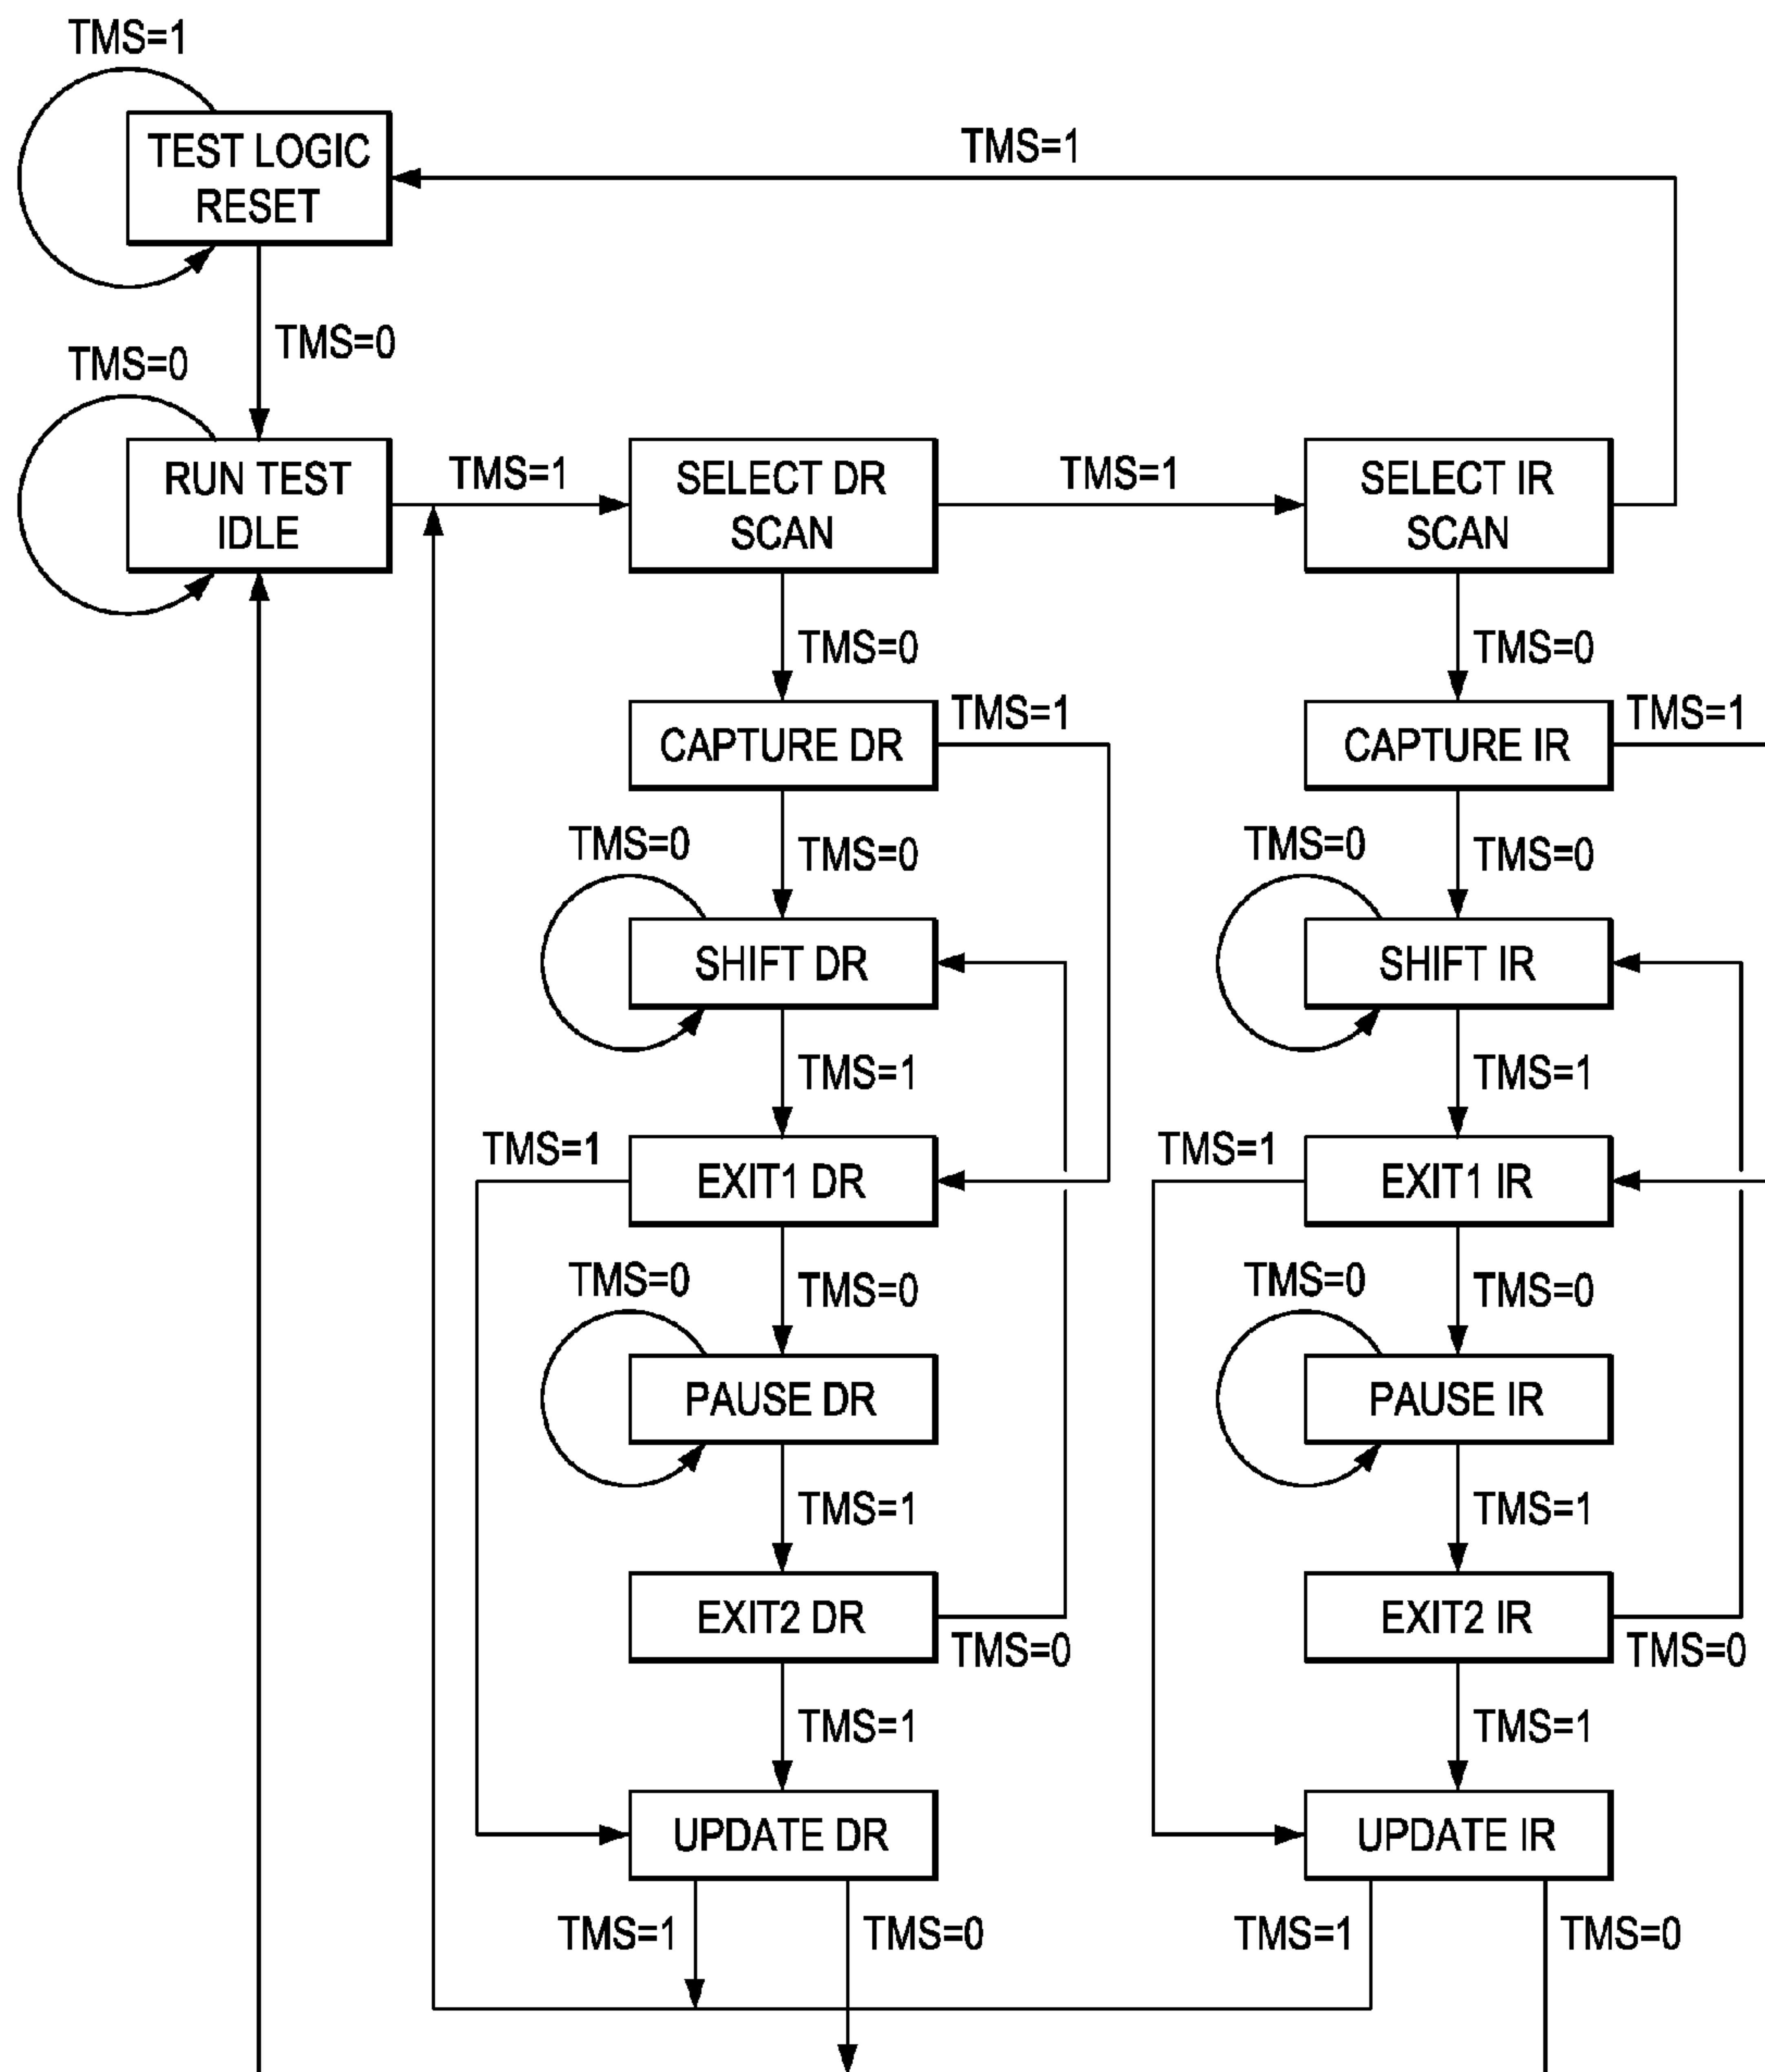 TMS=1
TEST LOGIC
RESET
TMS=1
TMS=0
TMS=0
RUN TEST
IDLE
TMS=1
SELECT DR
SCAN
TMS=1
SELECT IR
SCAN
TMS=0
TMS=0
CAPTURE DR
TMS=1
CAPTURE IR
TMS=1
TMS=0
TMS=0
TMS=0
TMS=0
SHIFT DR
SHIFT IR
TMS=1
TMS=1
TMS=1
EXIT1 DR
TMS=1
EXIT1 IR
TMS=0
TMS=0
TMS=0
TMS=0
PAUSE DR
PAUSE IR
TMS=1
TMS=1
EXIT2 DR
TMS=0
EXIT2 IR
TMS=0
TMS=1
TMS=1
UPDATE DR
UPDATE IR
TMS=1
TMS=0
TMS=1
TMS=0